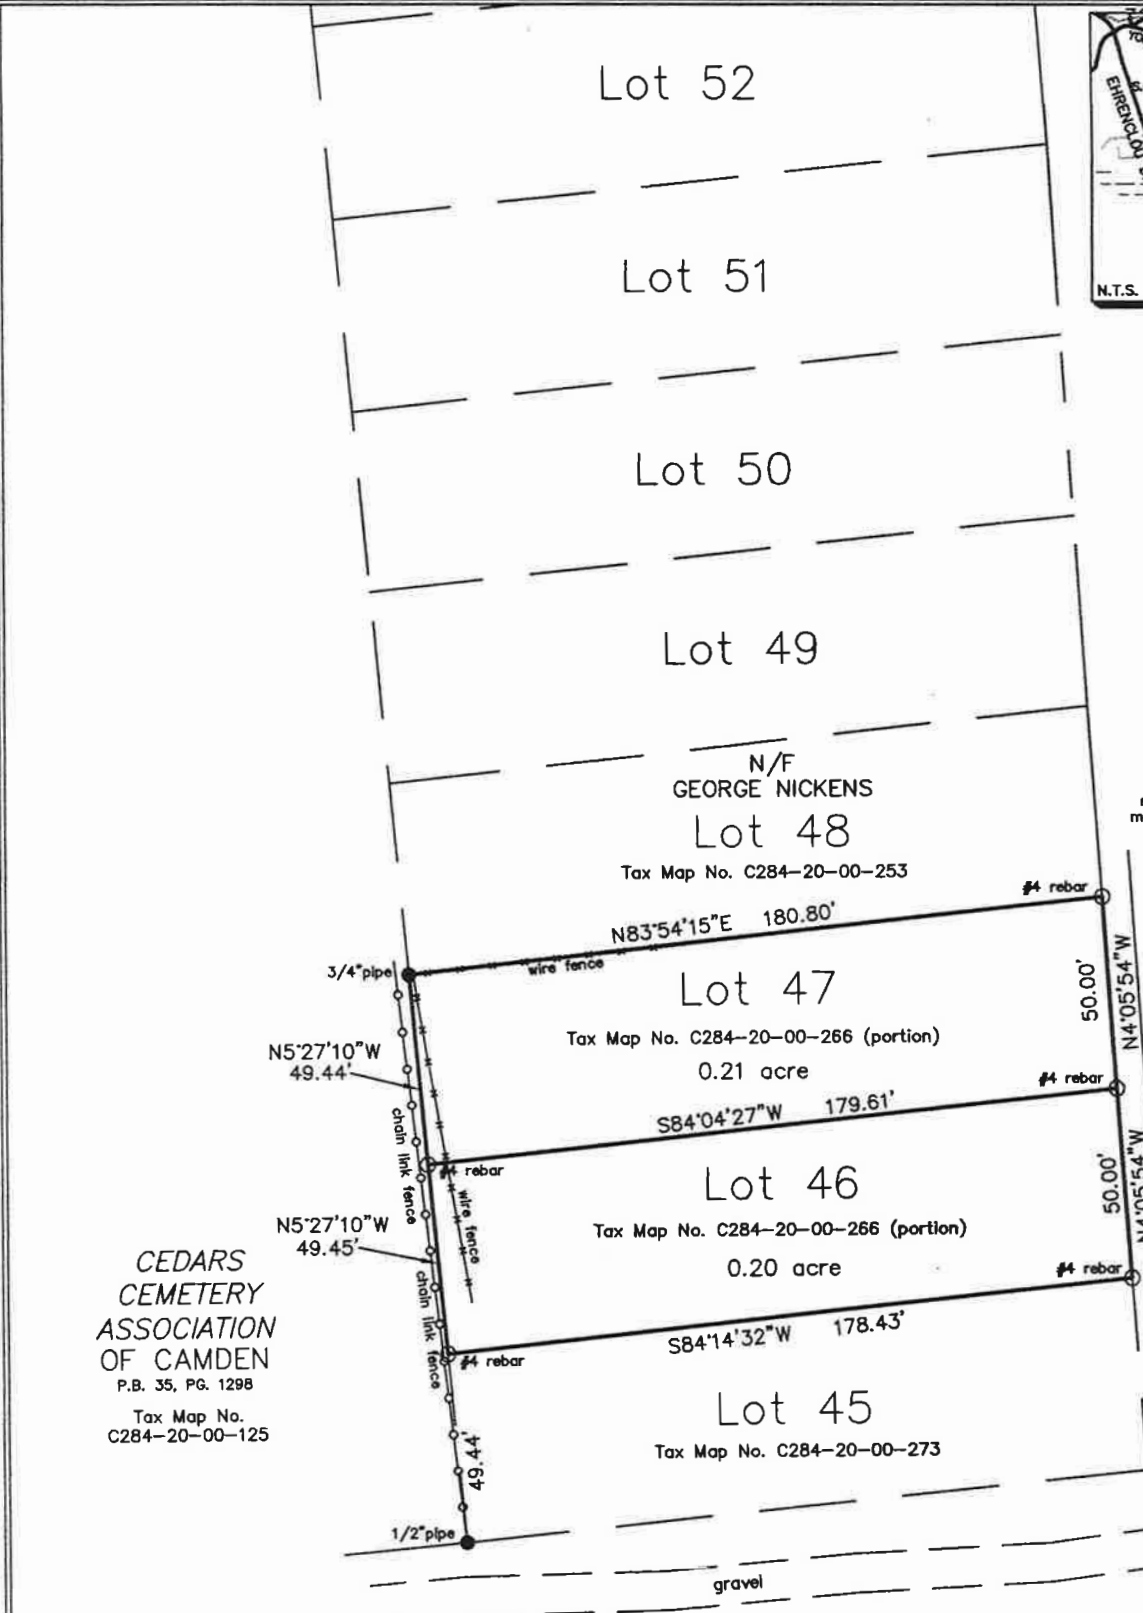 Lot 52
N.T.S.
Lot 51
Lot 50
Lot 49
N/F
GEORGE NICKENS
Lot 48
Tax Map No. C284-20-00-253
#4 rebar
N83°54'15"E 180.80'
wire fence
3/4"pipe
Lot 47
Tax Map No. C284-20-00-266 (portion)
0.21 acre
50.00'
N4°05'54"W
N5°27'10"W
49.44'
chain link fence
#4 rebar
S84°04'27"W 179.61'
#4 rebar
wire fence
Lot 46
Tax Map No. C284-20-00-266 (portion)
0.20 acre
50.00'
N4°05'54"W
N5°27'10"W
49.45'
chain link fence
#4 rebar
S84°14'32"W 178.43'
#4 rebar
CEDARS
CEMETERY
ASSOCIATION
OF CAMDEN
P.B. 35, PG. 1298
Tax Map No.
C284-20-00-125
Lot 45
Tax Map No. C284-20-00-273
49.44'
1/2"pipe
gravel